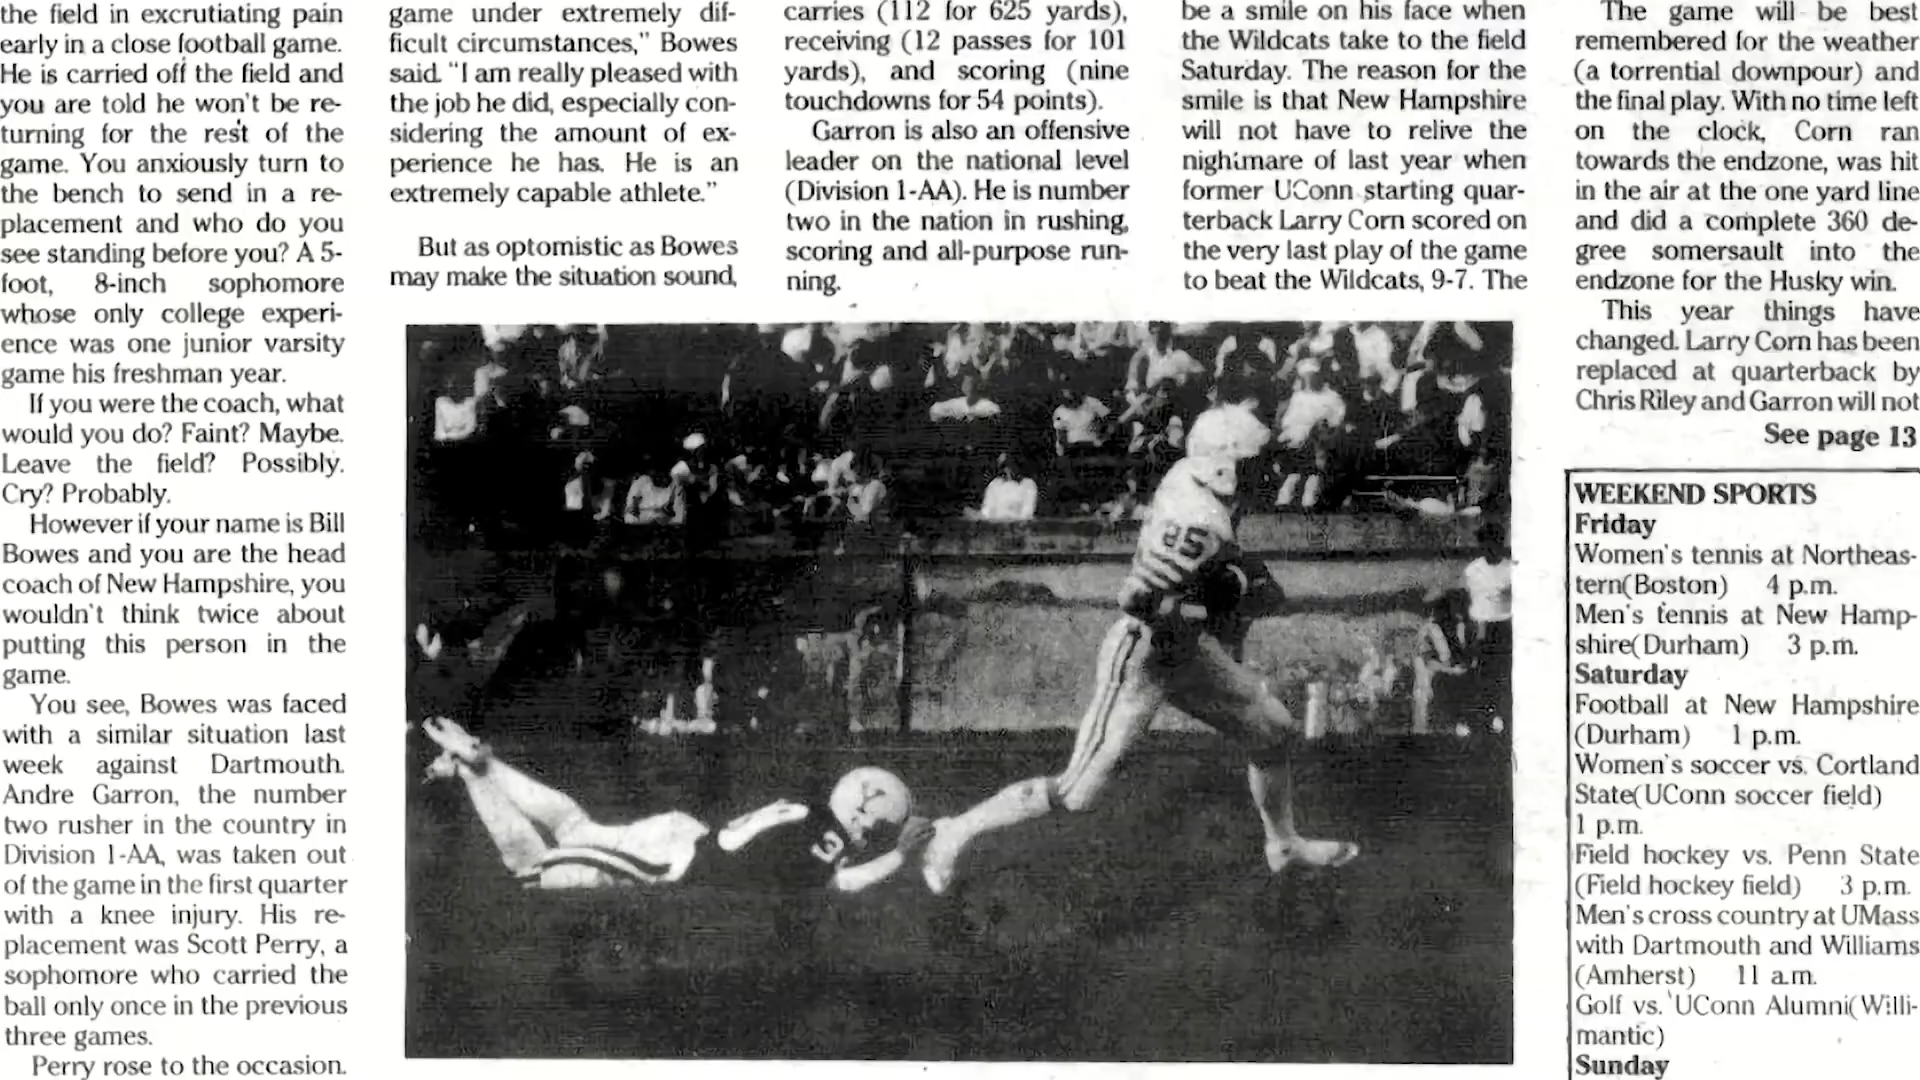 the field in excrutiating pain
early in a close football game.
He is carried off the field and
you are told he won't be re-
turning for the rest of the
game. You anxiously turn to
the bench to send in a re-
placement and who do you
see standing before you? A 5-
foot, 8-inch sophomore
whose only college experi-
ence was one junior varsity
game his freshman year.
If you were the coach, what
would you do? Faint? Maybe.
Leave the field? Possibly.
Cry? Probably.
However if your name is Bill
Bowes and you are the head
coach of New Hampshire, you
wouldn't think twice about
putting this person in the
game.
You see, Bowes was faced
with a similar situation last
week against Dartmouth.
Andre Garron, the number
two rusher in the country in
Division 1-AA, was taken out
of the game in the first quarter
with a knee injury. His re-
placement was Scott Perry, a
sophomore who carried the
ball only once in the previous
three games.
Perry rose to the occasion.
game under extremely dif-
ficult circumstances," Bowes
said. "I am really pleased with
the job he did, especially con-
sidering the amount of ex-
perience he has. He is an
extremely capable athlete."
But as optomistic as Bowes
may make the situation sound,
carries (112 for 625 yards),
receiving (12 passes for 101
yards), and scoring (nine
touchdowns for 54 points).
Garron is also an offensive
leader on the national level
(Division 1-AA). He is number
two in the nation in rushing,
scoring and all-purpose run-
ning.
be a smile on his face when
the Wildcats take to the field
Saturday. The reason for the
smile is that New Hampshire
will not have to relive the
nightmare of last year when
former UConn starting quar-
terback Larry Corn scored on
the very last play of the game
to beat the Wildcats, 9-7. The
The game will be best
remembered for the weather
(a torrential downpour) and
the final play. With no time left
on the clock, Corn ran
towards the endzone, was hit
in the air at the one yard line
and did a complete 360 de-
gree somersault into the
endzone for the Husky win.
This year things have
changed. Larry Corn has been
replaced at quarterback by
Chris Riley and Garron will not
See page 13
WEEKEND SPORTS
Friday
Women's tennis at Northeas-
tern(Boston) 4 p.m.
Men's tennis at New Hamp-
shire(Durham) 3 p.m.
Saturday
Football at New Hampshire
(Durham) 1 p.m.
Women's soccer vs. Cortland
State(UConn soccer field)
1 p.m.
Field hockey vs. Penn State
(Field hockey field) 3 p.m.
Men's cross country at UMass
with Dartmouth and Williams
(Amherst) 11 a.m.
Golf vs. UConn Alumni(Willi-
mantic)
Sunday
85
3